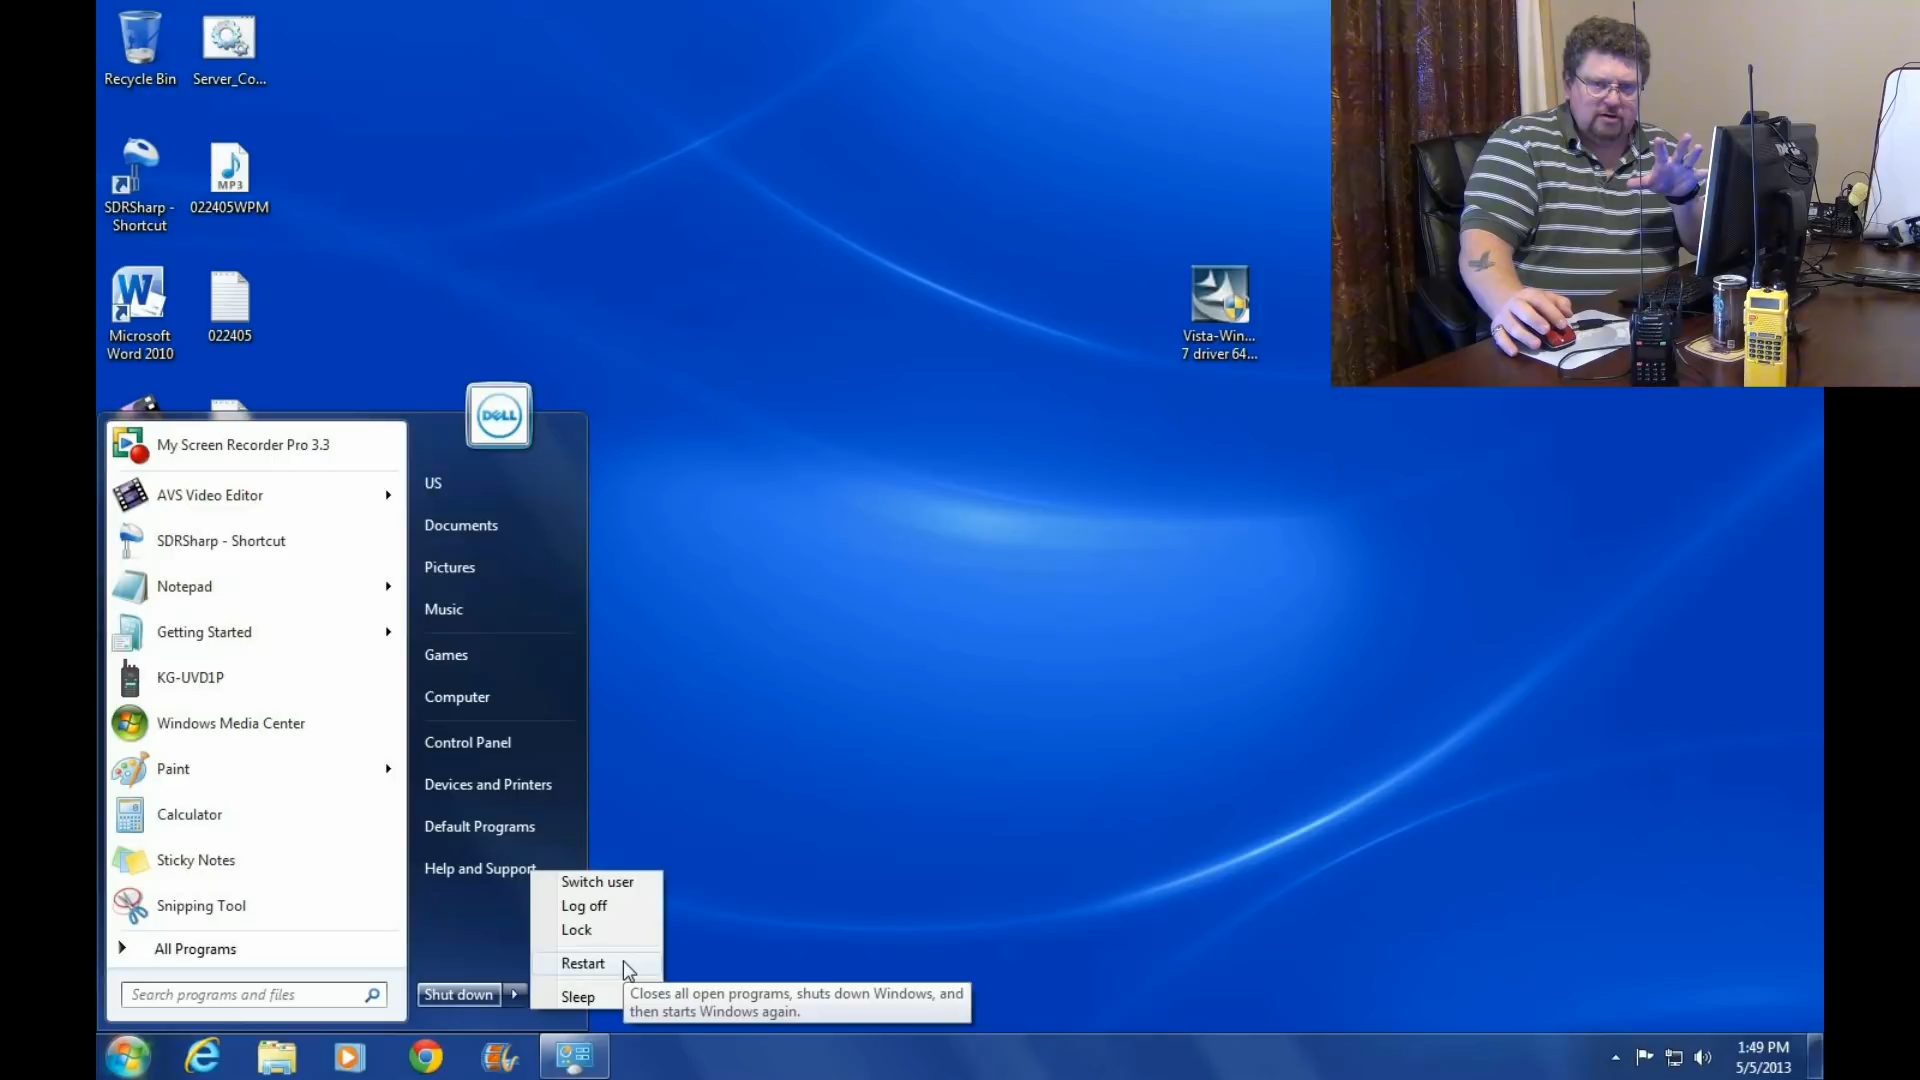 Recycle Bin
Server_Co...
SDRSharp -
Shortcut
MP3
022405WPM
W
Microsoft
Word 2010
022405
Vista-Win...
7 driver 64...
DELL
DELL
My Screen Recorder Pro 3.3
AVS Video Editor
SDRSharp - Shortcut
Notepad
Getting Started
KG-UVD1P
Windows Media Center
Paint
Calculator
Sticky Notes
Snipping Tool
All Programs
Search programs and files
US
Documents
Pictures
Music
Games
Computer
Control Panel
Devices and Printers
Default Programs
Help and Support
Shut down
Switch user
Log off
Lock
Restart
Sleep
Closes all open programs, shuts down Windows, and
then starts Windows again.
1:49 PM
5/5/2013